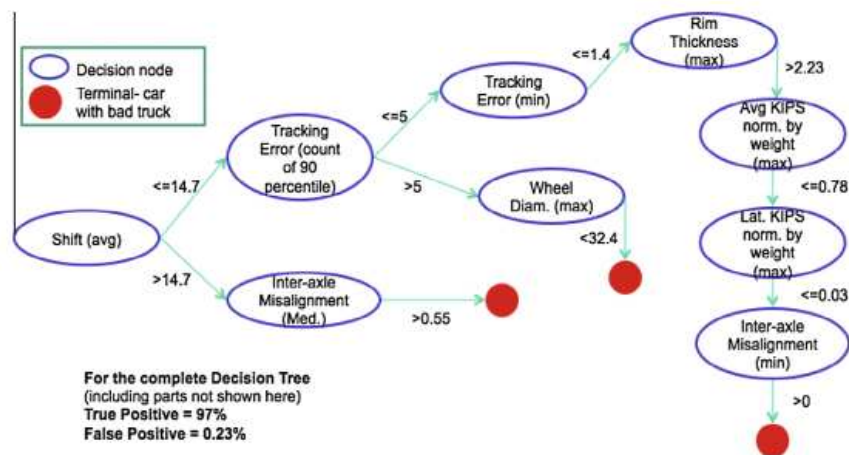 Decision node
Terminal- car
with bad truck
Shift (avg)
<=14.7
>14.7
Tracking
Error (count
of 90
percentile)
<=5
>5
Tracking
Error (min)
<=1.4
Rim
Thickness
(max)
>2.23
Avg KIPS
norm. by
weight
(max)
<=0.78
Lat. KIPS
norm. by
weight
(max)
<=0.03
Inter-axle
Misalignment
(min)
>0
Wheel
Diam. (max)
<32.4
Inter-axle
Misalignment
(Med.)
>0.55
For the complete Decision Tree
(including parts not shown here)
True Positive = 97%
False Positive = 0.23%